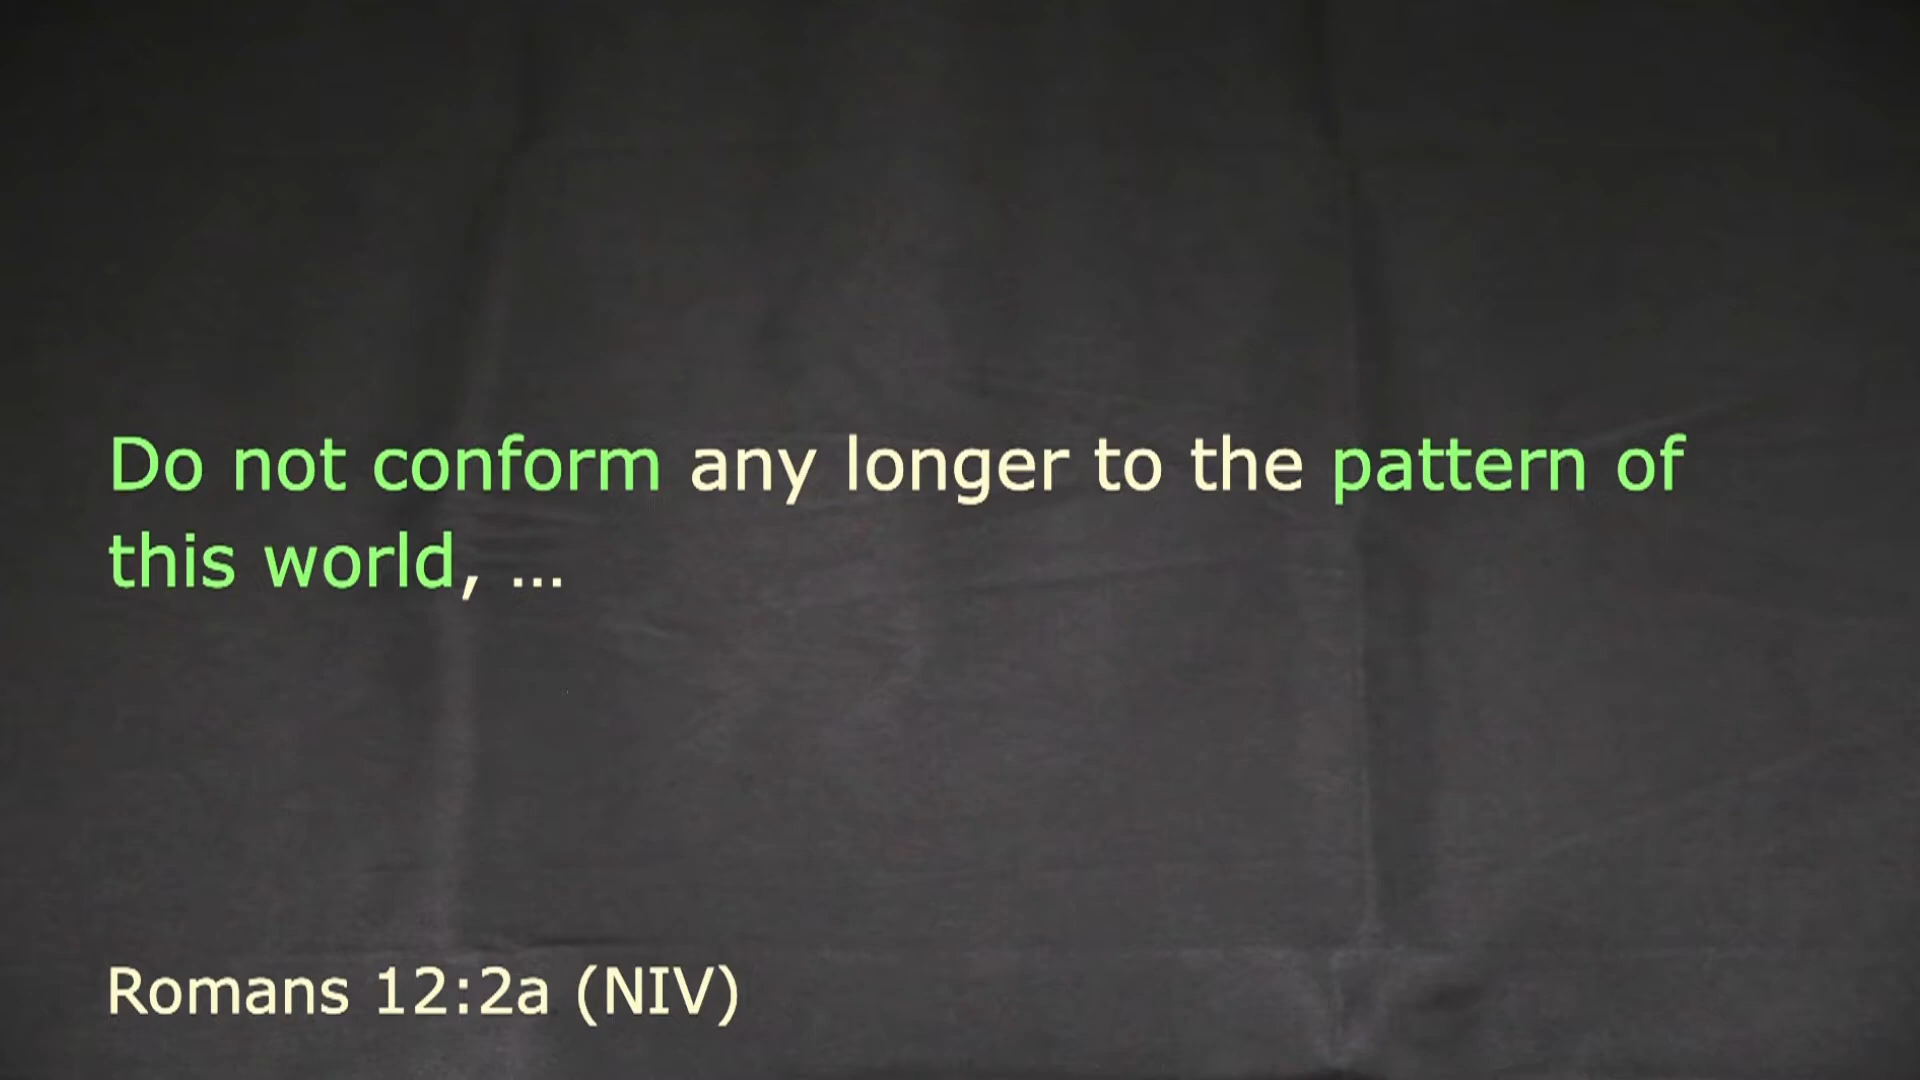 Do not conform any longer to the pattern of
this world, ...
Romans 12:2a (NIV)